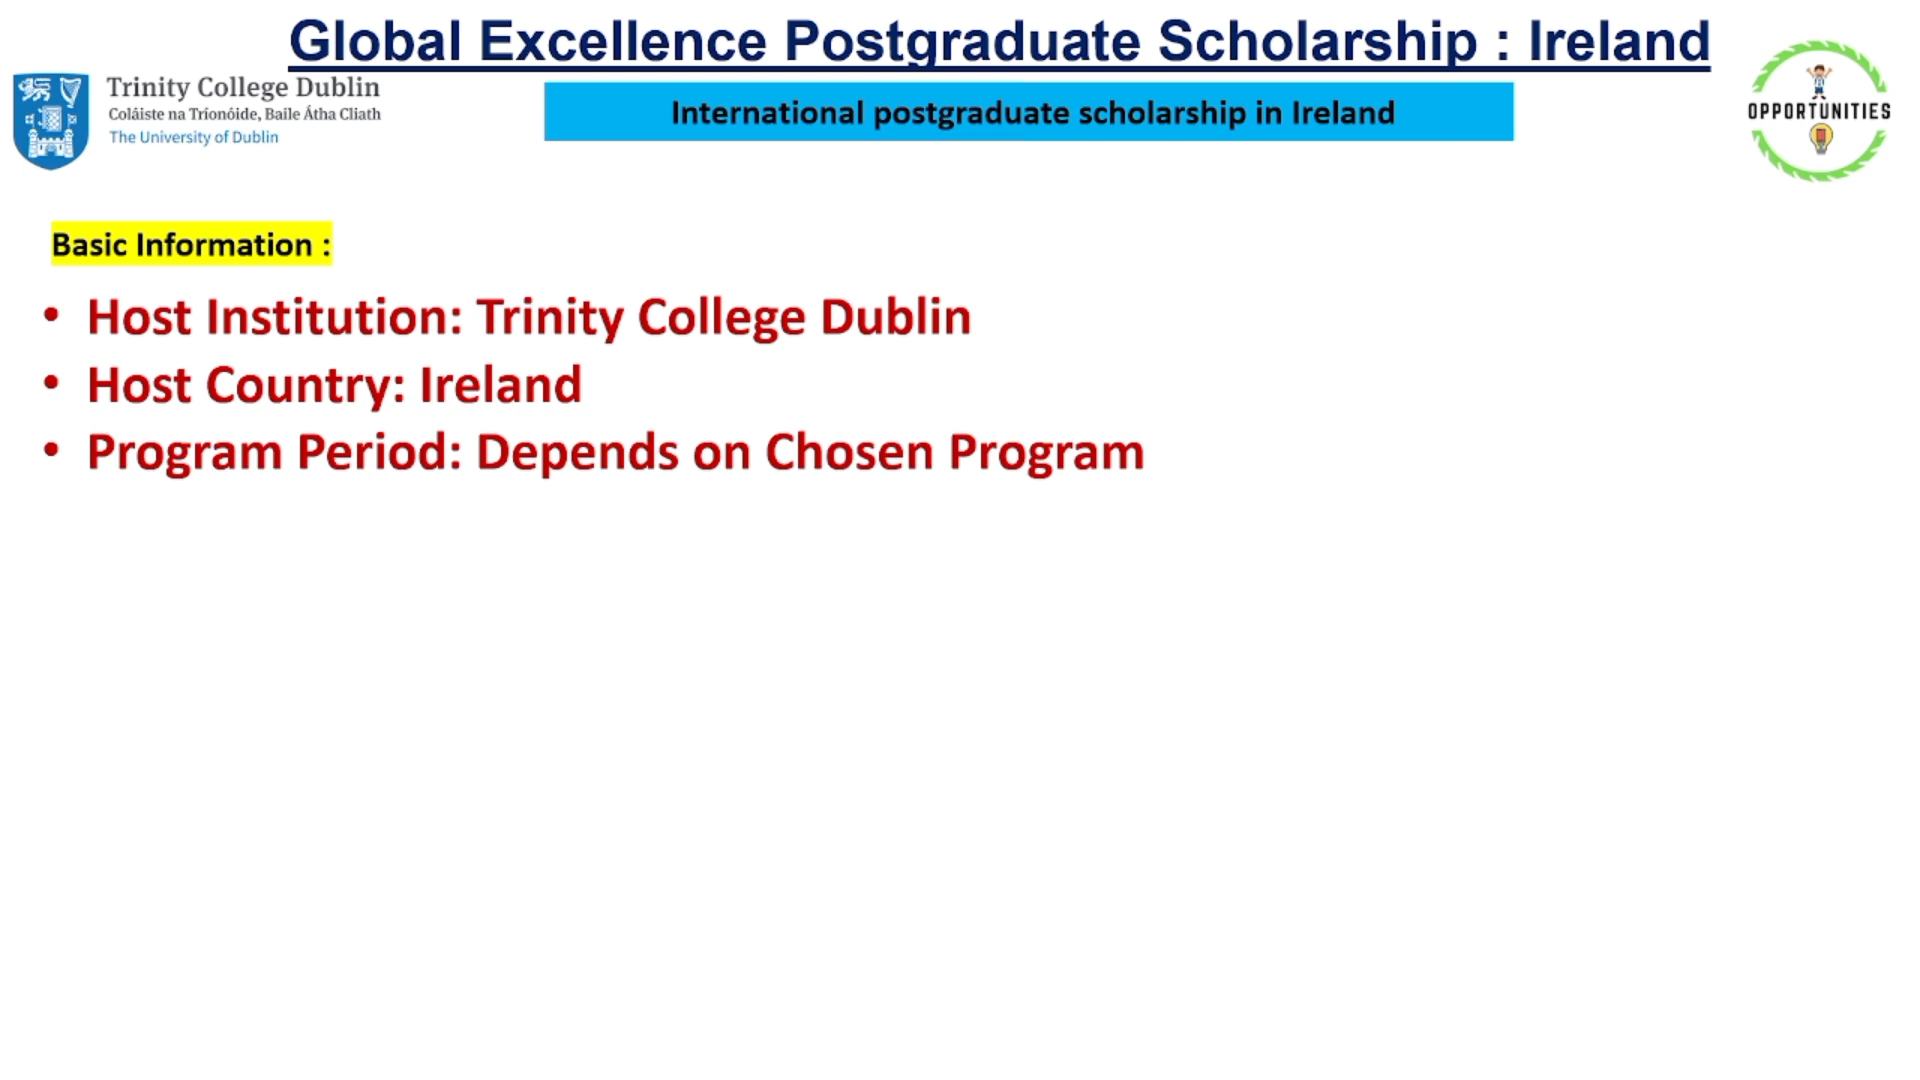 Global Excellence Postgraduate Scholarship : Ireland
Trinity College Dublin
Coláiste na Tríonóide, Baile Átha Cliath
The University of Dublin
International postgraduate scholarship in Ireland
OPPORTUNITIES
Basic Information :
• Host Institution: Trinity College Dublin
• Host Country: Ireland
• Program Period: Depends on Chosen Program